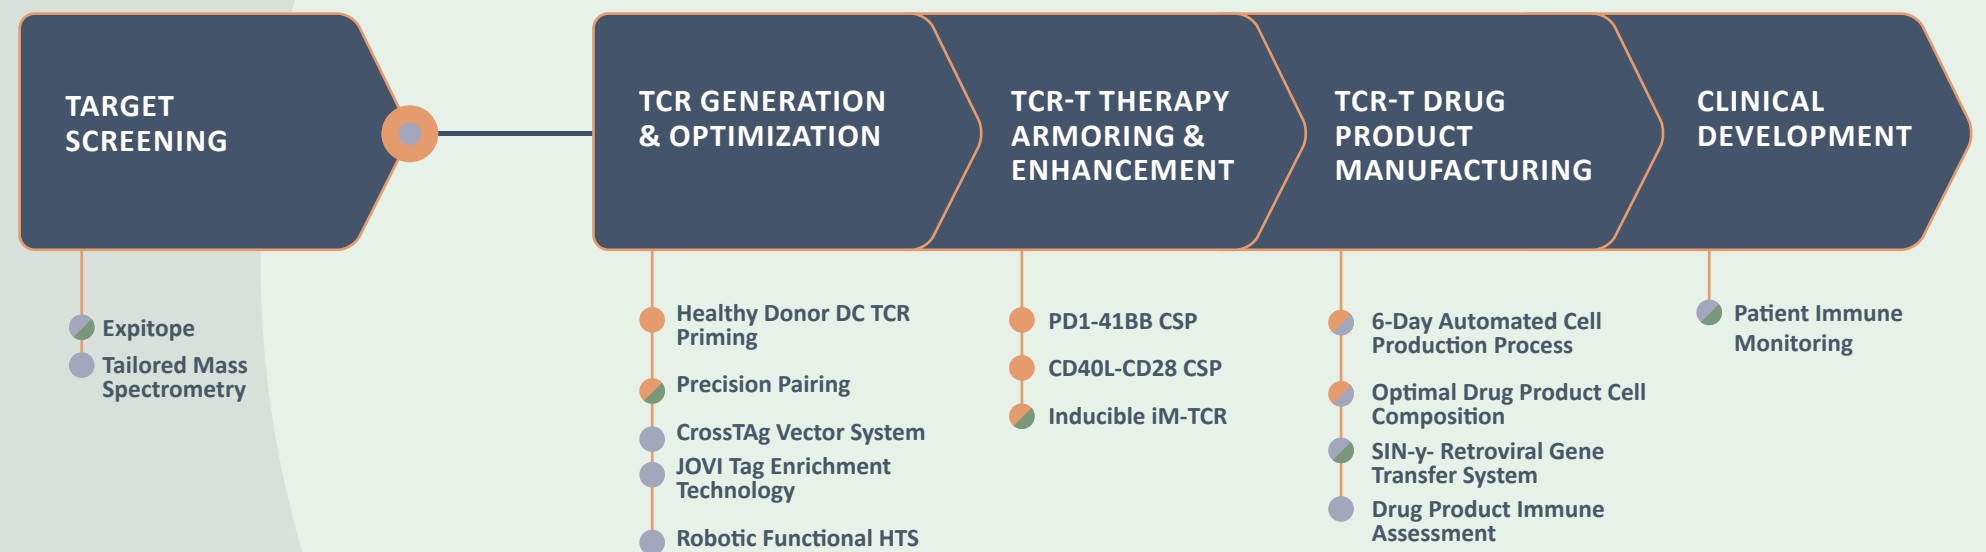 TARGET
SCREENING
TCR GENERATION
& OPTIMIZATION
TCR-T THERAPY
ARMORING &
ENHANCEMENT
TCR-T DRUG
PRODUCT
MANUFACTURING
CLINICAL
DEVELOPMENT
Expitope
Tailored Mass
Spectrometry
Healthy Donor DC TCR
Priming
Precision Pairing
CrossTAg Vector System
JOVI Tag Enrichment
Technology
Robotic Functional HTS
PD1-41BB CSP
CD40L-CD28 CSP
Inducible iM-TCR
6-Day Automated Cell
Production Process
Optimal Drug Product Cell
Composition
SIN-y- Retroviral Gene
Transfer System
Drug Product Immune
Assessment
Patient Immune
Monitoring